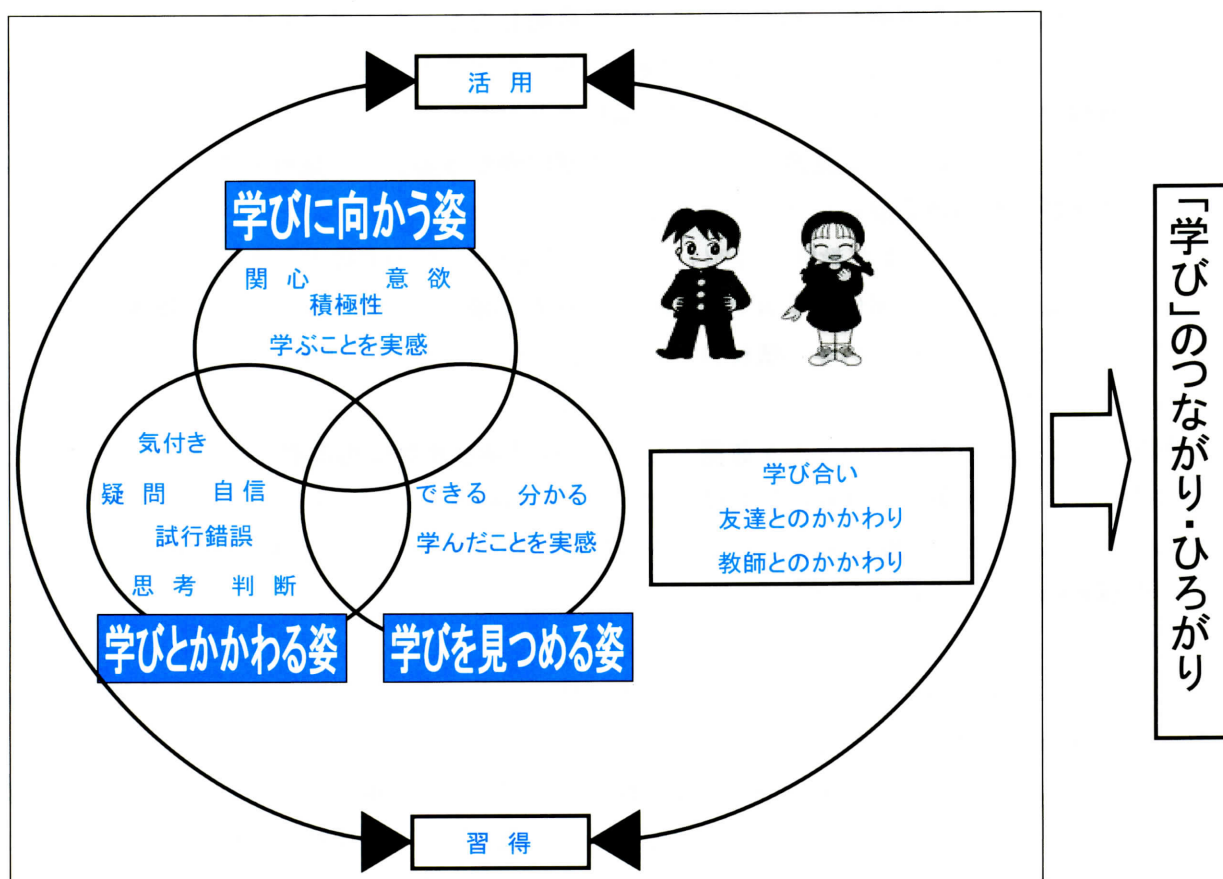 活用
学びに向かう姿
関心 意欲
積極性
学ぶことを実感
気付き
疑問 自信
試行錯誤
思考 判断
学びとかかわる姿
できる 分かる
学んだことを実感
学びを見つめる姿
学び合い
友達とのかかわり
教師とのかかわり
習得
「学び」のつながり・ひろがり